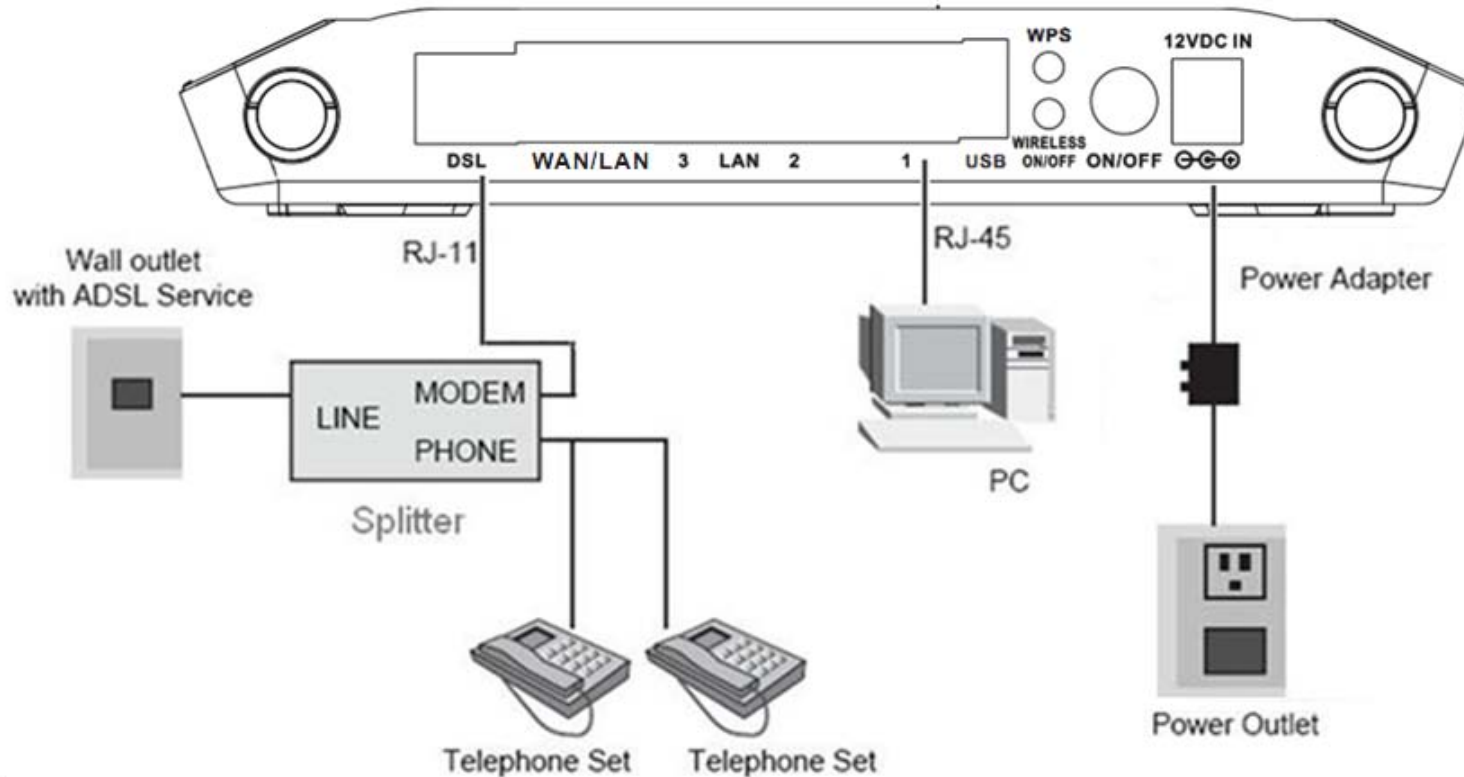 WPS
12VDC IN
DSL WAN/LAN 3 LAN 2 1 USB WIRELESS ON/OFF ON/OFF
RJ-11
RJ-45
Wall outlet
with ADSL Service
Power Adapter
LINE
MODEM
PHONE
Splitter
PC
Telephone Set
Telephone Set
Power Outlet